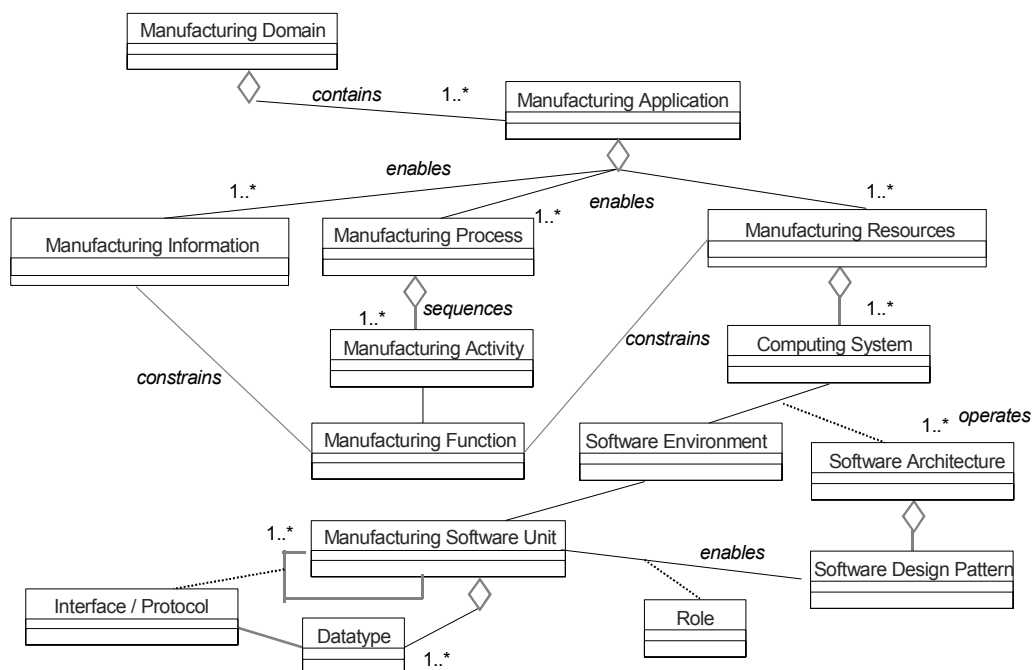 Manufacturing Domain
contains
1..*
Manufacturing Application
enables
1..*
enables
1..*
1..*
Manufacturing Information
Manufacturing Process
Manufacturing Resources
sequences
1..*
1..*
constrains
Manufacturing Activity
constrains
Computing System
operates
1..*
Manufacturing Function
Software Environment
Software Architecture
1..*
Manufacturing Software Unit
enables
Software Design Pattern
Interface / Protocol
Role
Datatype
1..*